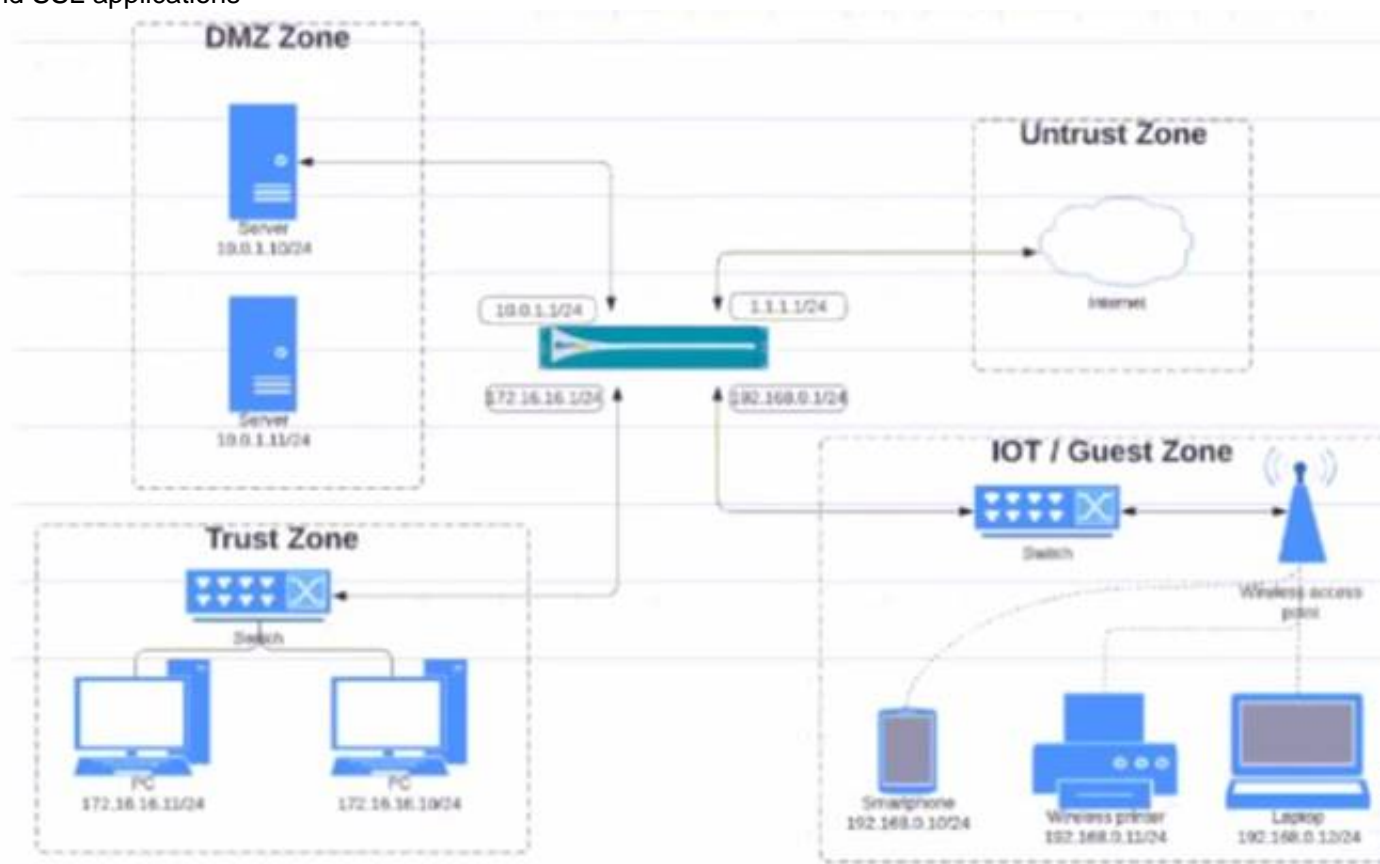 nd SSL applications
DMZ Zone
Server
10.0.1.10/24
Server
10.0.1.11/24
Untrust Zone
Internet
10.0.1.1/24
1.1.1.1/24
172.16.16.1/24
192.168.0.1/24
Trust Zone
Switch
PC
172.16.16.11/24
PC
172.16.16.10/24
IOT / Guest Zone
Switch
Wireless access
point
Smartphone
192.168.0.10/24
Wireless printer
192.168.0.11/24
Laptop
192.168.0.12/24